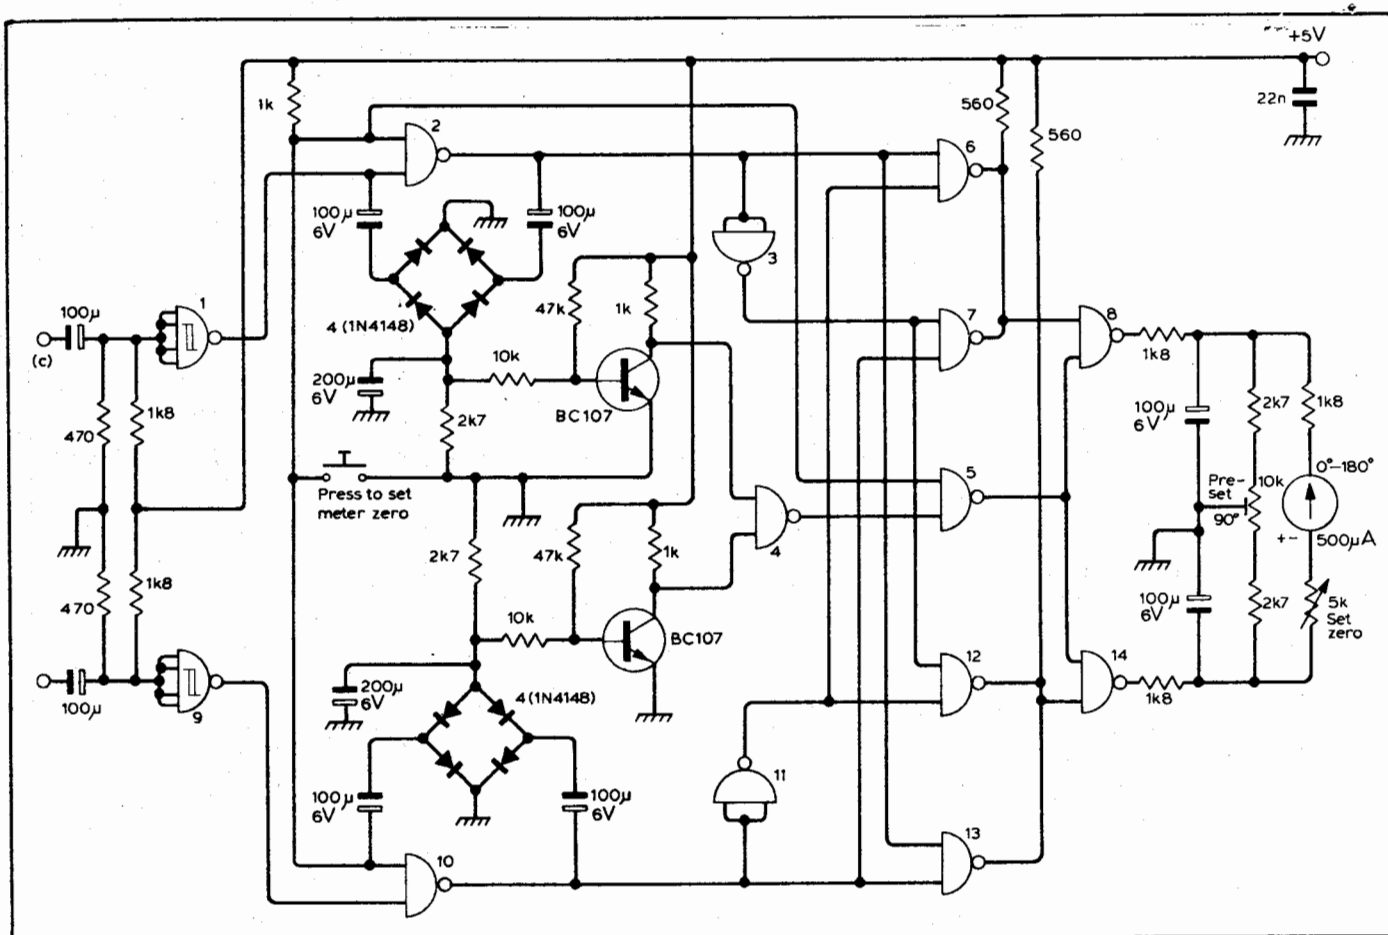 +5V
1k
2
560
560
22n
6
100μ
6V
100μ
6V
3
47k
1k
4 (1N4148)
100μ
(c)
1
7
8
10k
1k8
200μ
6V
BC107
2k7
470
1k8
100μ
6V
2k7
1k8
0°-180°
Press to set
meter zero
5
Pre-
set
90°
10k
+-
500μA
4
2k7
47k
1k
470
1k8
10k
BC107
100μ
6V
2k7
5k
Set
zero
12
14
200μ
6V
4 (1N4148)
1k8
100μ
9
11
100μ
6V
100μ
6V
13
10